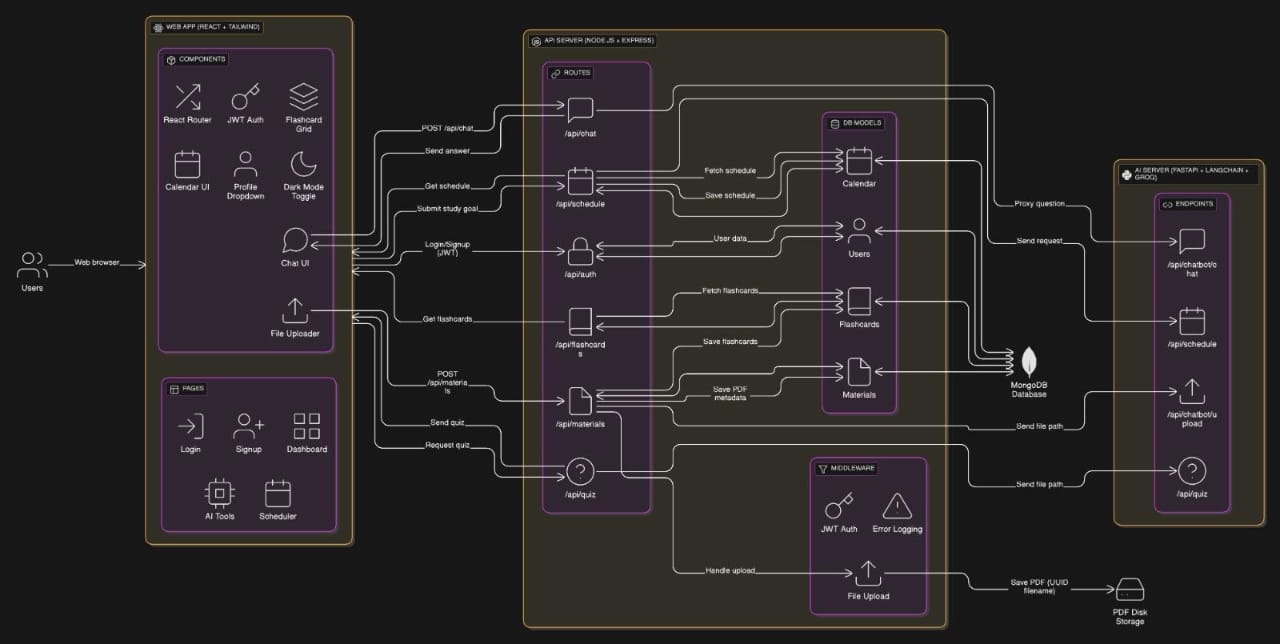 WEB APP (REACT + TAILWIND)
COMPONENTS
React Router
JWT Auth
Flashcard
Grid
Calendar UI
Profile
Dropdown
Dark Mode
Toggle
Chat UI
File Uploader
Users
Web browser
PAGES
Login
Signup
Dashboard
AI Tools
Scheduler
POST /api/chat
Send answer
Get schedule
Submit study goal
Login/Signup
(JWT)
Get flashcards
POST
/api/materia
ls
Send quiz
Request quiz
API SERVER (NODE.JS + EXPRESS)
ROUTES
/api/chat
/api/schedule
/api/auth
/api/flashcard
s
/api/materials
/api/quiz
Fetch schedule
Save schedule
User data
Fetch flashcards
Save flashcards
Save PDF
metadata
DB MODELS
Calendar
Users
Flashcards
Materials
MIDDLEWARE
JWT Auth
Error Logging
File Upload
Handle upload
Proxy question
Send request
MongoDB
Database
Send file path
Send file path
Save PDF (UUID
filename)
PDF Disk
Storage
AI SERVER (FASTAPI + LANGCHAIN +
GROQ)
ENDPOINTS
/api/chatbot/c
hat
/api/schedule
/api/chatbot/u
pload
/api/quiz